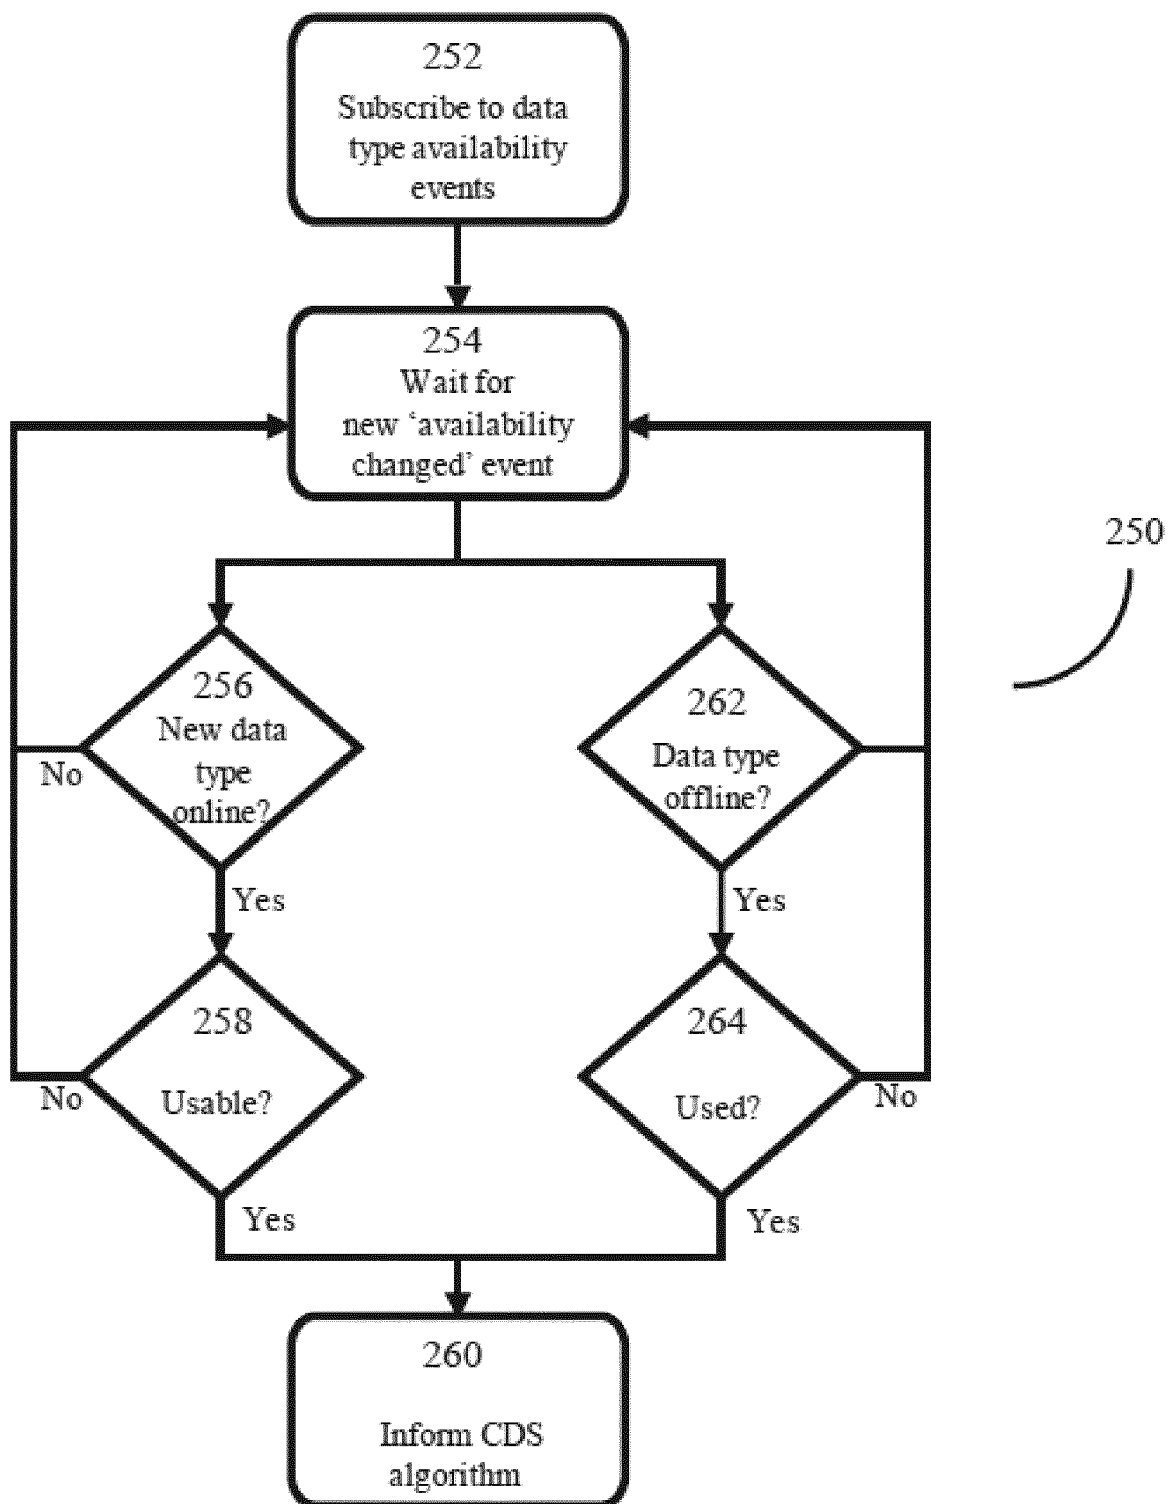 252
Subscribe to data
type availability
events
254
Wait for
new ‘availability
changed’ event
250
256
New data
type
online?
No
Yes
262
Data type
offline?
Yes
258
Usable?
No
Yes
264
Used?
No
Yes
260
Inform CDS
algorithm